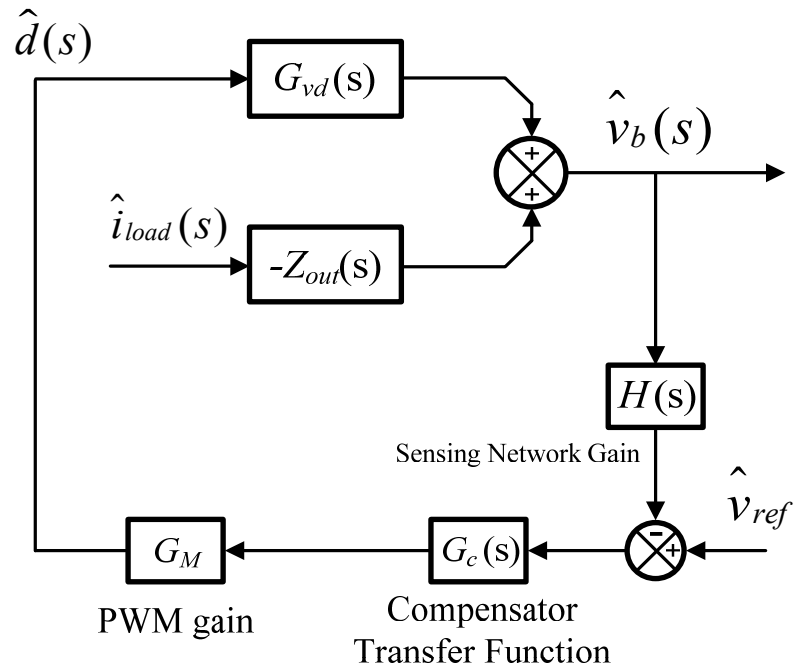 d̂(s)
G_vd(s)
+
+
v̂_b(s)
î_load(s)
-Z_out(s)
H(s)
Sensing Network Gain
v̂_ref
-
+
G_M
G_c(s)
PWM gain
Compensator
Transfer Function